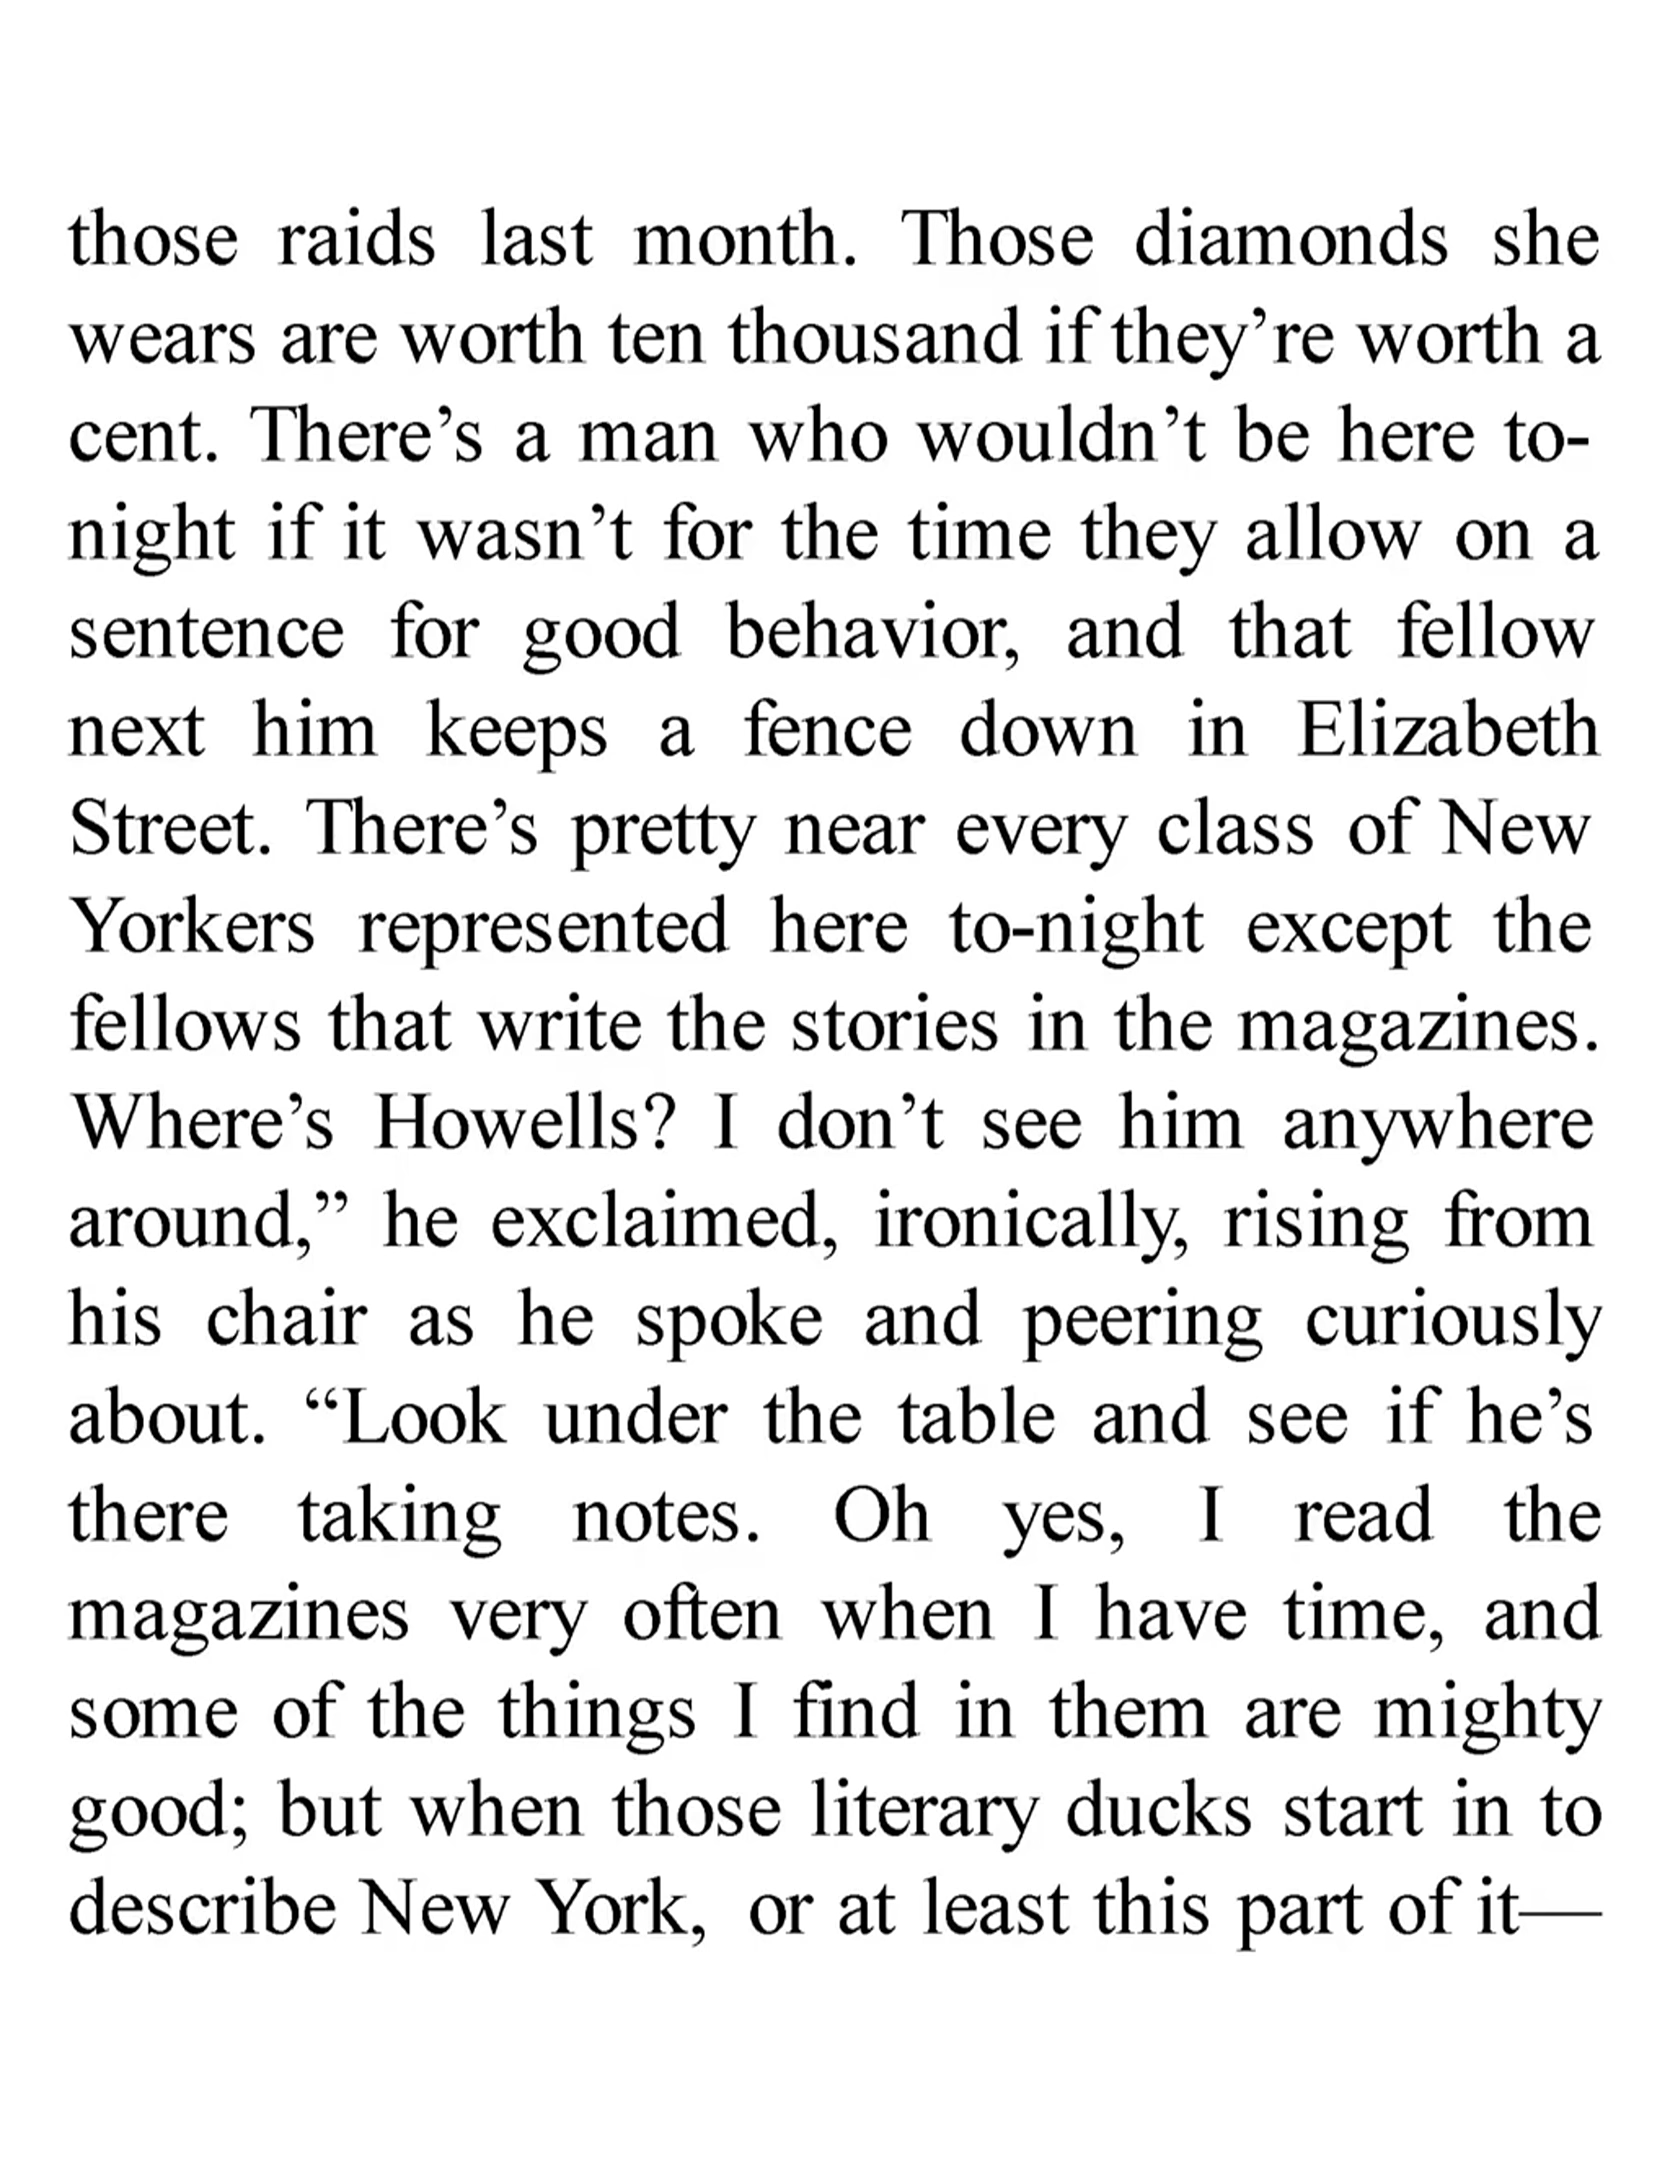 those raids last month. Those diamonds she
wears are worth ten thousand if they’re worth a
cent. There’s a man who wouldn’t be here to-
night if it wasn’t for the time they allow on a
sentence for good behavior, and that fellow
next him keeps a fence down in Elizabeth
Street. There’s pretty near every class of New
Yorkers represented here to-night except the
fellows that write the stories in the magazines.
Where’s Howells? I don’t see him anywhere
around,” he exclaimed, ironically, rising from
his chair as he spoke and peering curiously
about. “Look under the table and see if he’s
there taking notes. Oh yes, I read the
magazines very often when I have time, and
some of the things I find in them are mighty
good; but when those literary ducks start in to
describe New York, or at least this part of it—